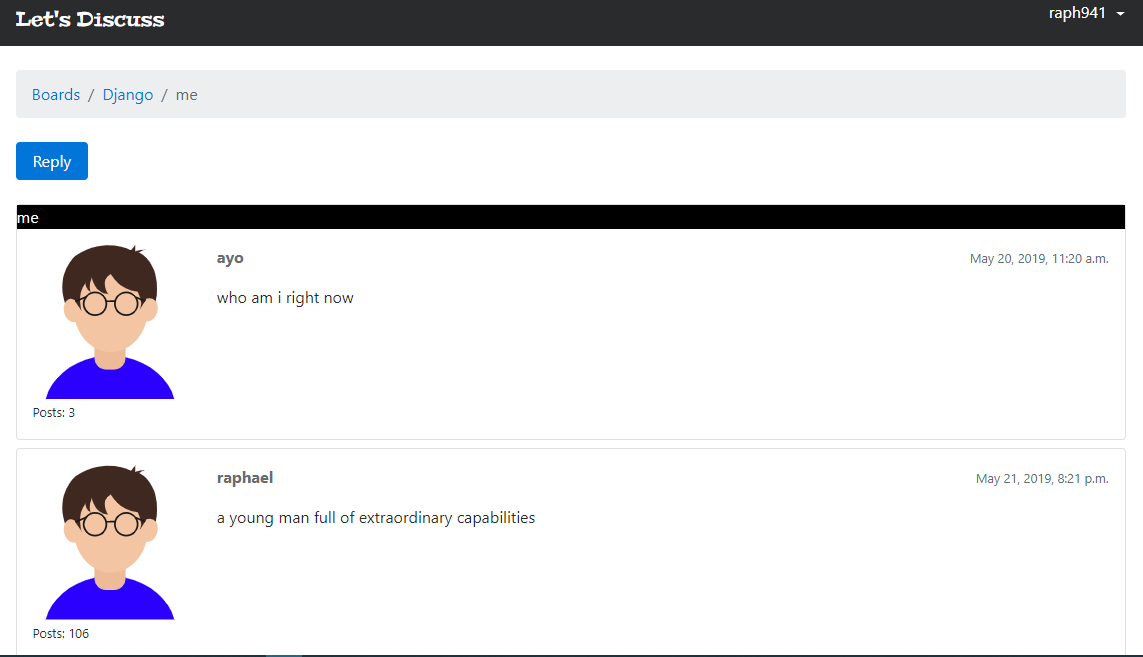 Let's Discuss
raph941
Boards / Django / me
Reply
me
ayo
May 20, 2019, 11:20 a.m.
who am i right now
Posts: 3
raphael
May 21, 2019, 8:21 p.m.
a young man full of extraordinary capabilities
Posts: 106